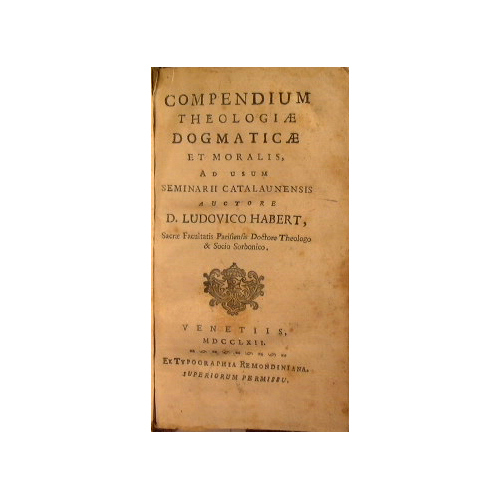 COMPENDIUM
THEOLOGIÆ
DOGMATICÆ
ET MORALIS,
AD USUM
SEMINARII CATALAUNENSIS
AUCTORE
D. LUDOVICO HABERT,
Sacræ Facultatis Parisiensis Doctore Theologo
& Socio Sorbonico.
VENETIIS,
MDCCLXII.
EX TYPOGRAPHIA REMONDINIANA.
SUPERIORUM PERMISSU.